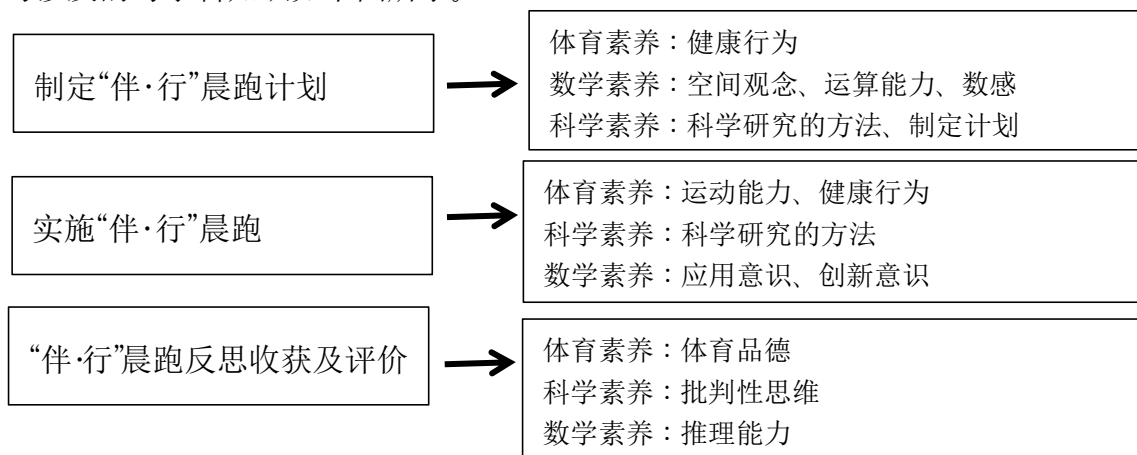 制定“伴·行”晨跑计划
体育素养：健康行为
数学素养：空间观念、运算能力、数感
科学素养：科学研究的方法、制定计划
实施“伴·行”晨跑
体育素养：运动能力、健康行为
科学素养：科学研究的方法
数学素养：应用意识、创新意识
“伴·行”晨跑反思收获及评价
体育素养：体育品德
科学素养：批判性思维
数学素养：推理能力